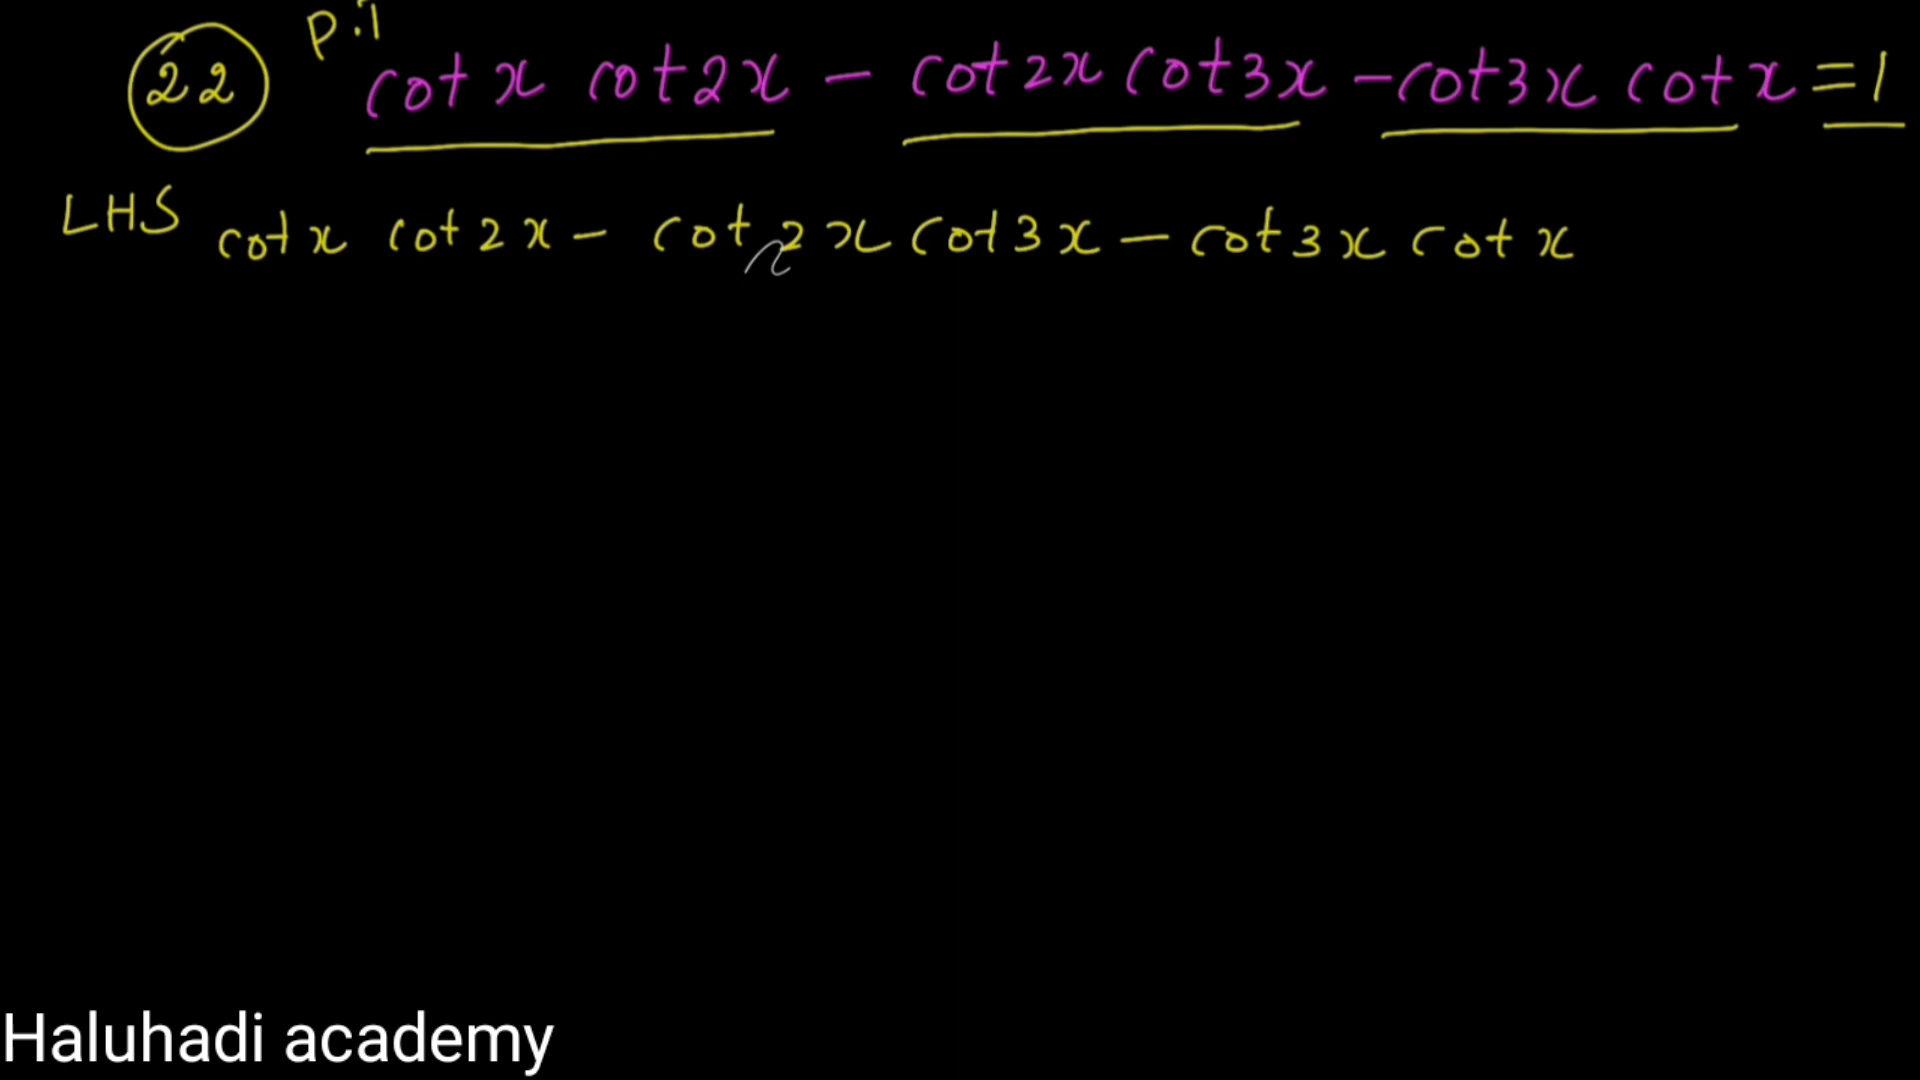 22 P.T cot x cot 2x - cot 2x cot 3x - cot 3x cot x = 1
LHS cot x cot 2x - cot 2x cot 3x - cot 3x cot x
Haluhadi academy